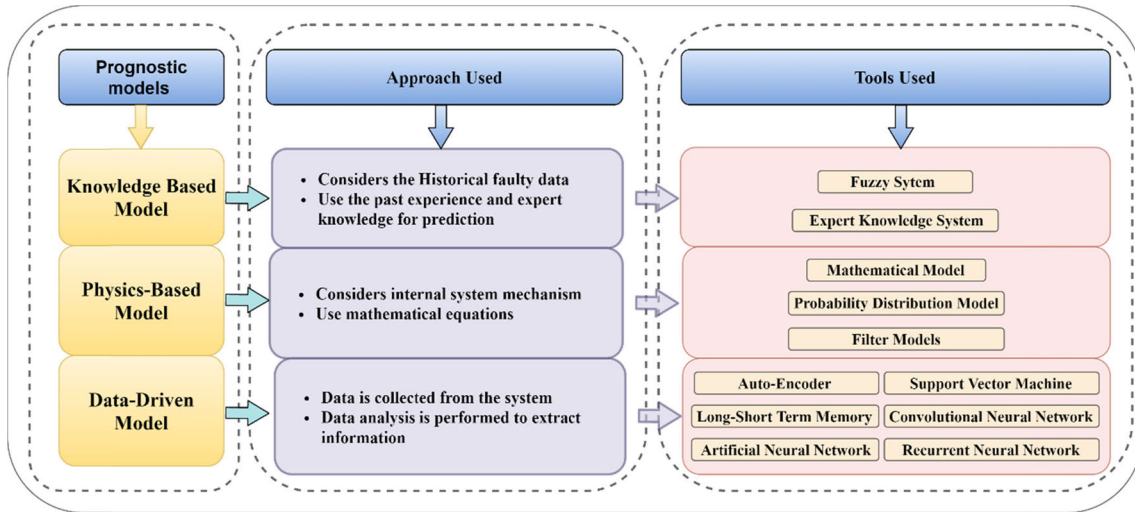 Prognostic
models
Approach Used
Tools Used
Knowledge Based
Model
• Considers the Historical faulty data
• Use the past experience and expert
knowledge for prediction
Fuzzy Sytem
Expert Knowledge System
Physics-Based
Model
• Considers internal system mechanism
• Use mathematical equations
Mathematical Model
Probability Distribution Model
Filter Models
Data-Driven
Model
• Data is collected from the system
• Data analysis is performed to extract
information
Auto-Encoder
Support Vector Machine
Long-Short Term Memory
Convolutional Neural Network
Artificial Neural Network
Recurrent Neural Network